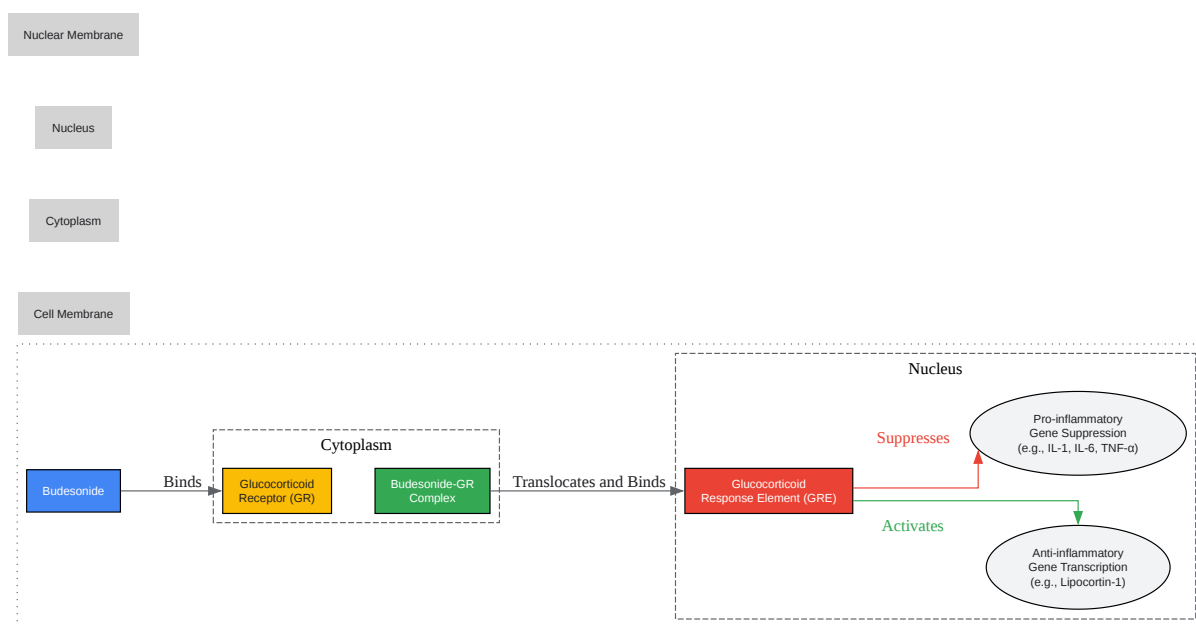 Nuclear Membrane
Nucleus
Cytoplasm
Cell Membrane
Nucleus
Pro-inflammatory
Gene Suppression
(e.g., IL-1, IL-6, TNF-α)
Suppresses
Cytoplasm
Budesonide
Binds
Glucocorticoid
Receptor (GR)
Budesonide-GR
Complex
Translocates and Binds
Glucocorticoid
Response Element (GRE)
Activates
Anti-inflammatory
Gene Transcription
(e.g., Lipocortin-1)